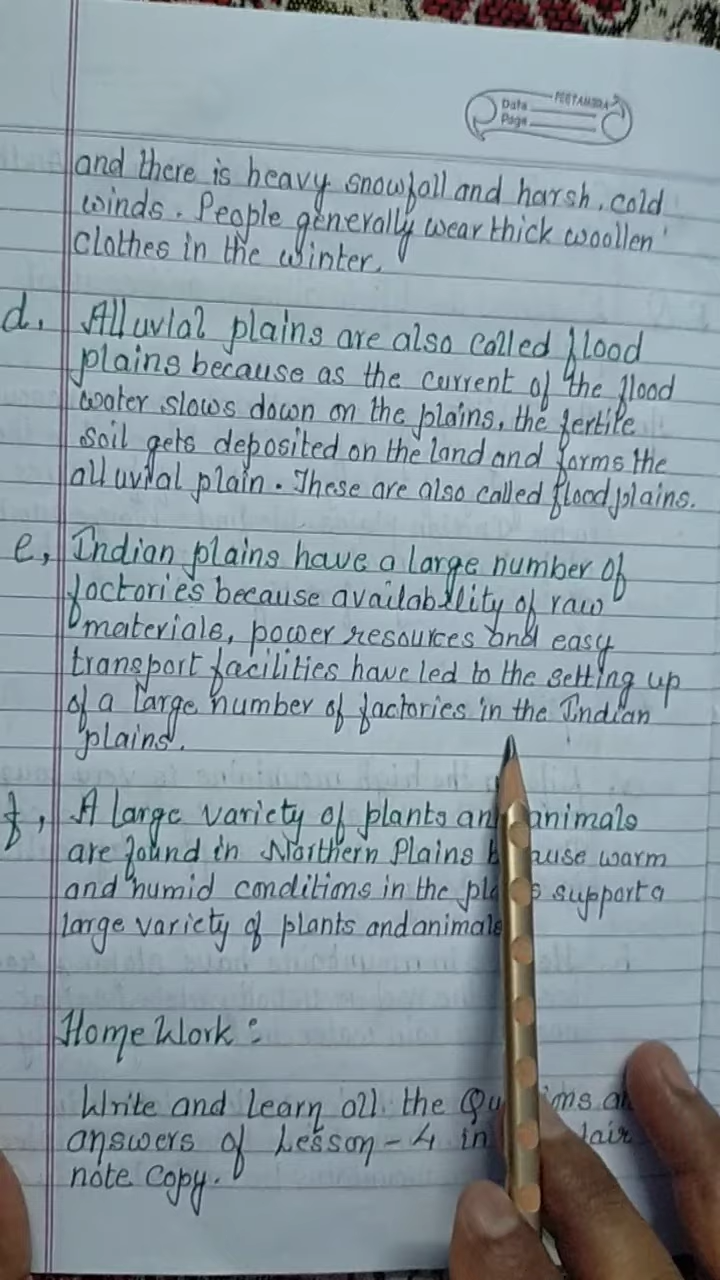 PEETAMBRA
Date
Page
and there is heavy snowfall and harsh, cold
winds. People generally wear thick woollen
clothes in the winter.
d. Alluvial plains are also called flood
plains because as the current of the flood
water slows down on the plains, the fertile
soil gets deposited on the land and forms the
alluvial plain. These are also called flood plains.
e, Indian plains have a large number of
factories because availability of raw
materials, power resources and easy
transport facilities have led to the setting up
of a large number of factories in the Indian
plains.
f, A large variety of plants an animals
are found in Northern Plains because warm
and humid conditions in the support a
large variety of plants and animals
Home Work:
Write and learn all the
answers of Lesson-4 in
note copy.